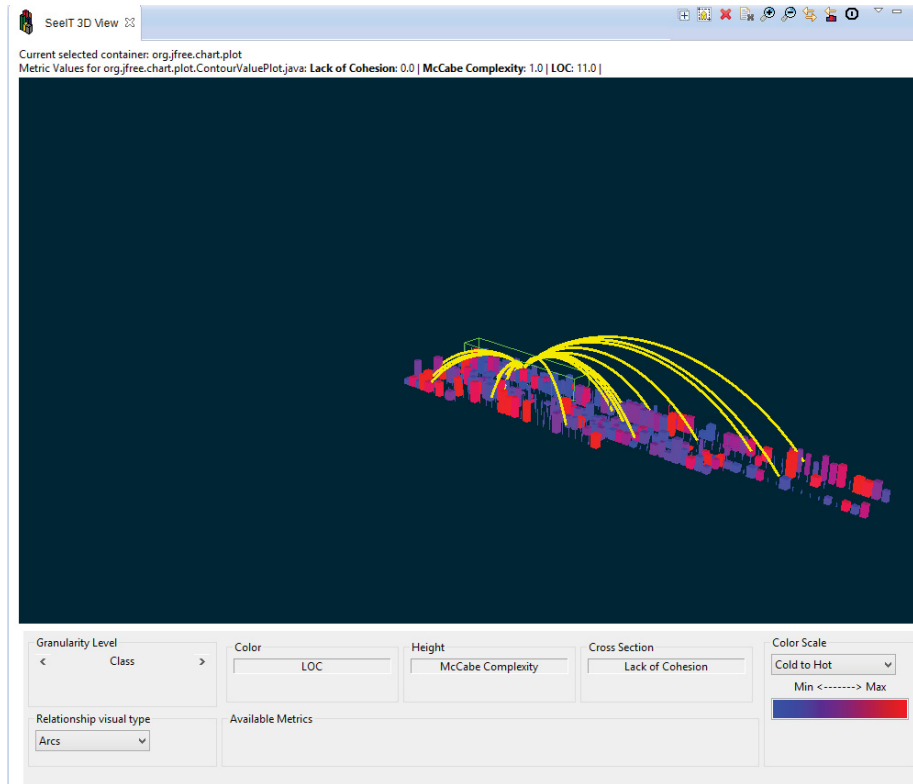 SeeIT 3D View
Current selected container: org.jfree.chart.plot
Metric Values for org.jfree.chart.plot.ContourValuePlot.java: Lack of Cohesion: 0.0 | McCabe Complexity: 1.0 | LOC: 11.0 |
Granularity Level
< Class >
Color
LOC
Height
McCabe Complexity
Cross Section
Lack of Cohesion
Color Scale
Cold to Hot
Min <-------> Max
Relationship visual type
Arcs
Available Metrics